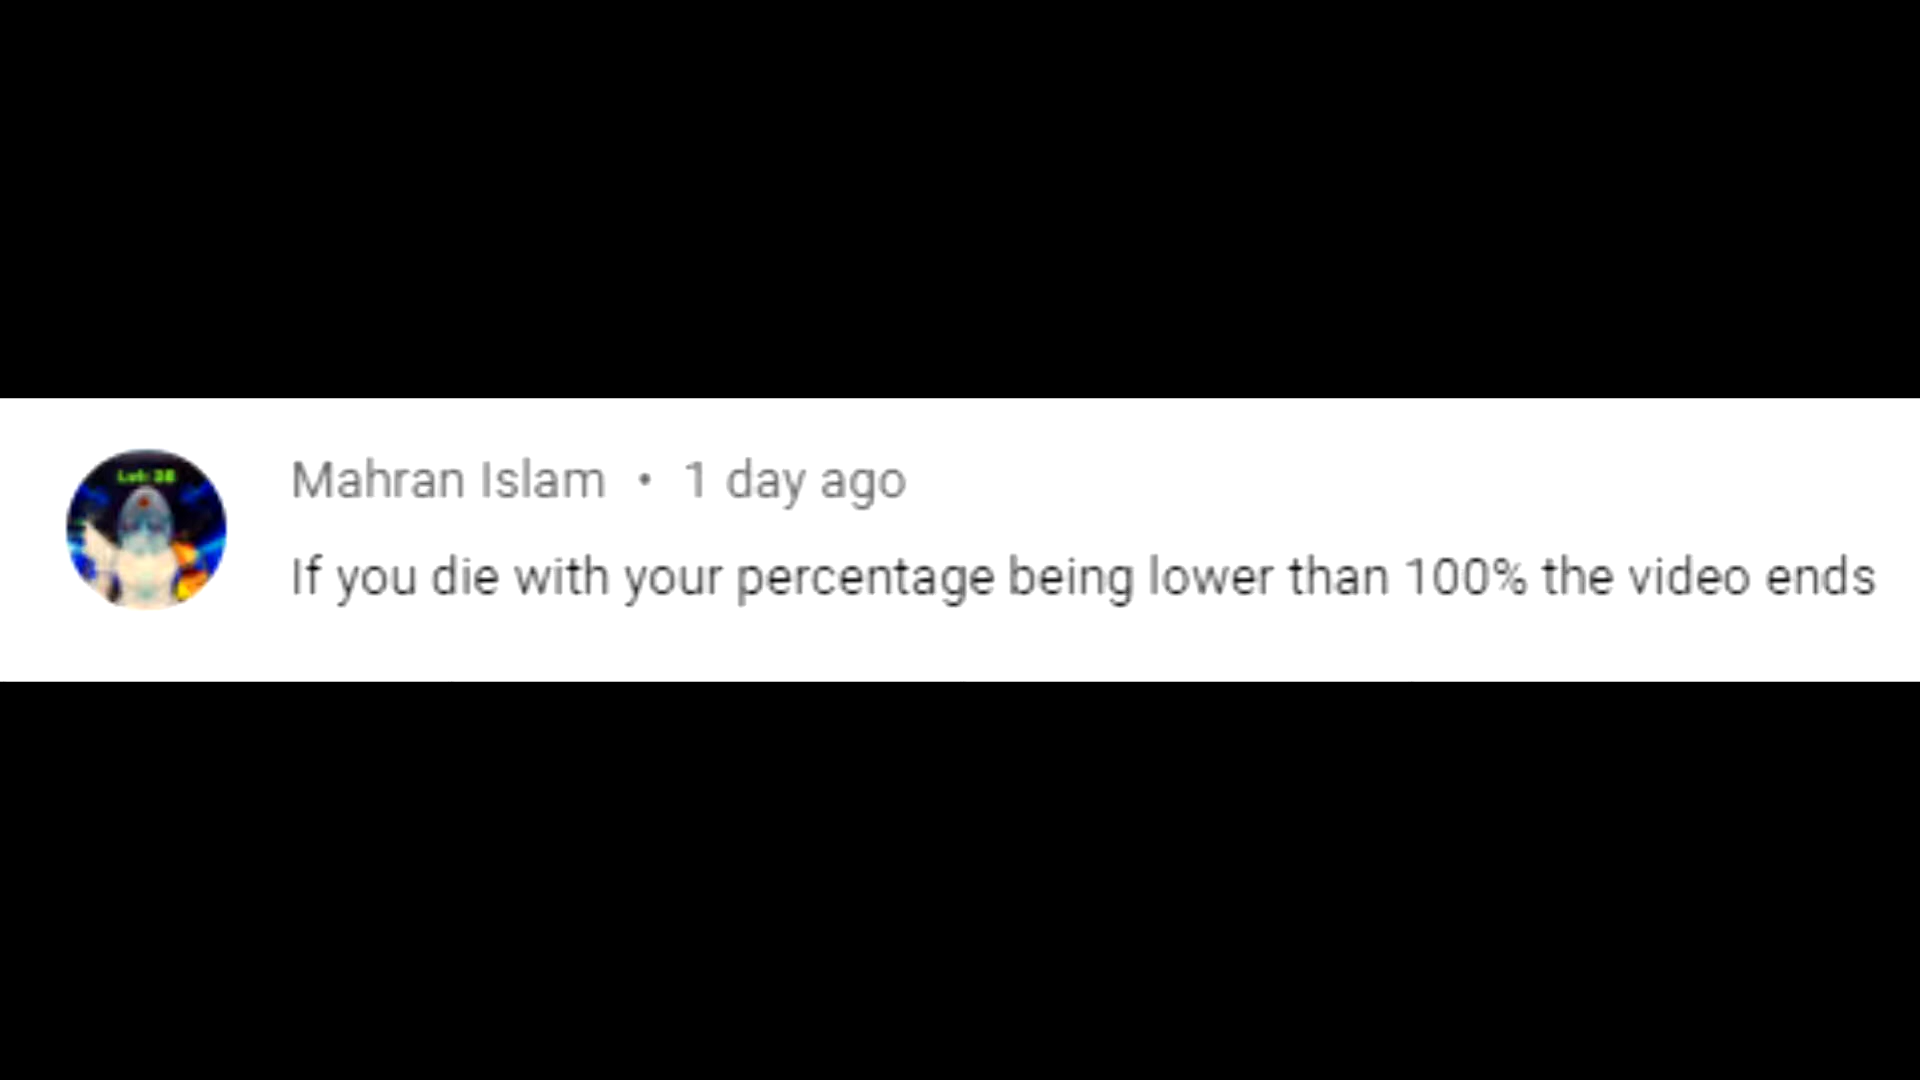 Mahran Islam • 1 day ago
If you die with your percentage being lower than 100% the video ends